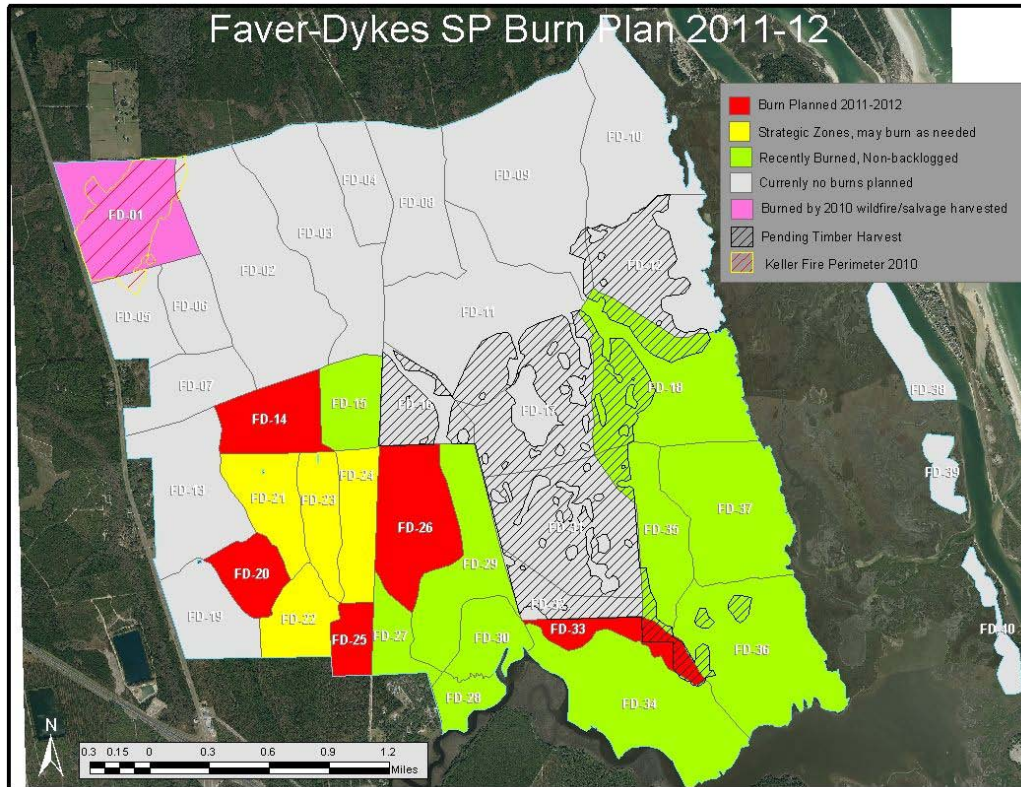 Faver-Dykes SP Burn Plan 2011-12
Burn Planned 2011-2012
Strategic Zones, may burn as needed
Recently Burned, Non-backlogged
Currenly no burns planned
Burned by 2010 wildfire/salvage harvested
Pending Timber Harvest
Keller Fire Perimeter 2010
FD-10
FD-04
FD-09
FD-08
FD-01
FD-03
FD-12
FD-02
FD-06
FD-11
FD-05
FD-07
FD-18
FD-38
FD-15
FD-16
FD-17
FD-14
FD-39
FD-24
FD-13
FD-21
FD-23
FD-26
FD-37
FD-35
FD-29
FD-20
FD-32
FD-19
FD-22
FD-25
FD-27
FD-30
FD-33
FD-40
FD-36
FD-28
FD-34
N
0.3 0.15 0 0.3 0.6 0.9 1.2
Miles